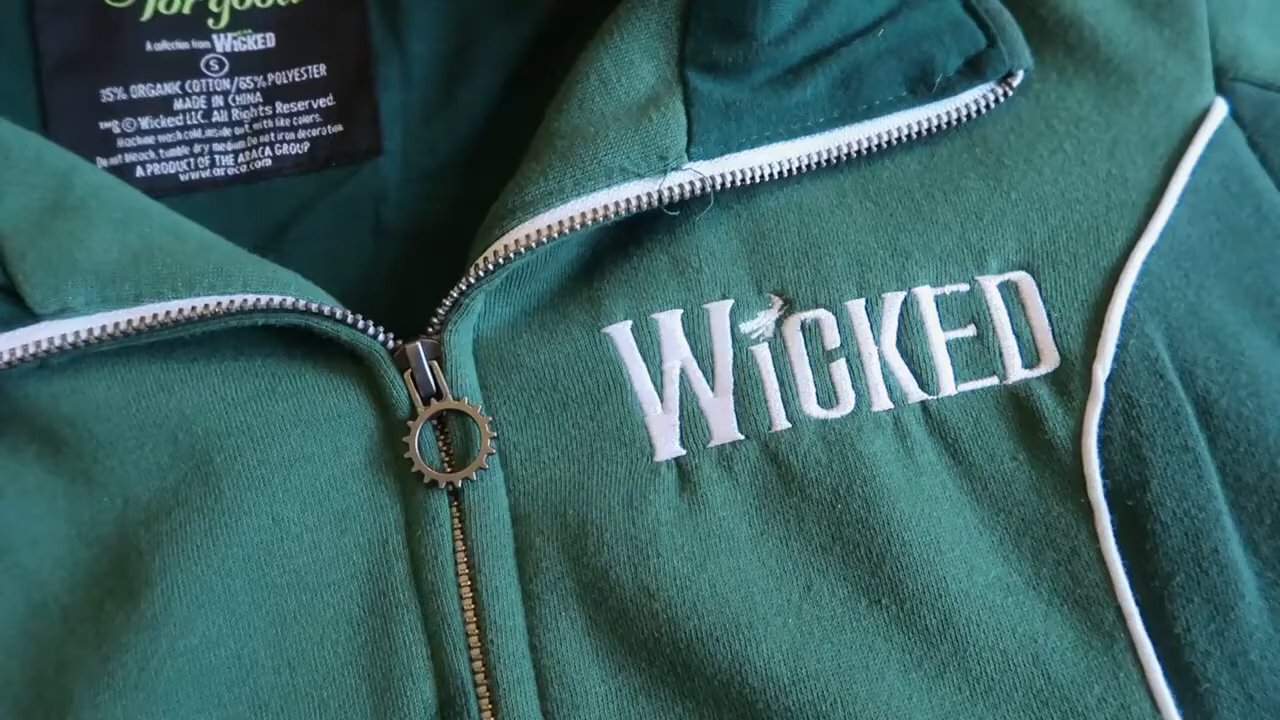 for good
A collection from WiCKED
S
35% ORGANIC COTTON/65% POLYESTER
MADE IN CHINA
™& © Wicked LLC. All Rights Reserved.
Machine wash cold, inside out, with like colors.
Do not bleach, tumble dry medium. Do not iron decoration
A PRODUCT OF THE ARACA GROUP
www.araca.com
WiCKED